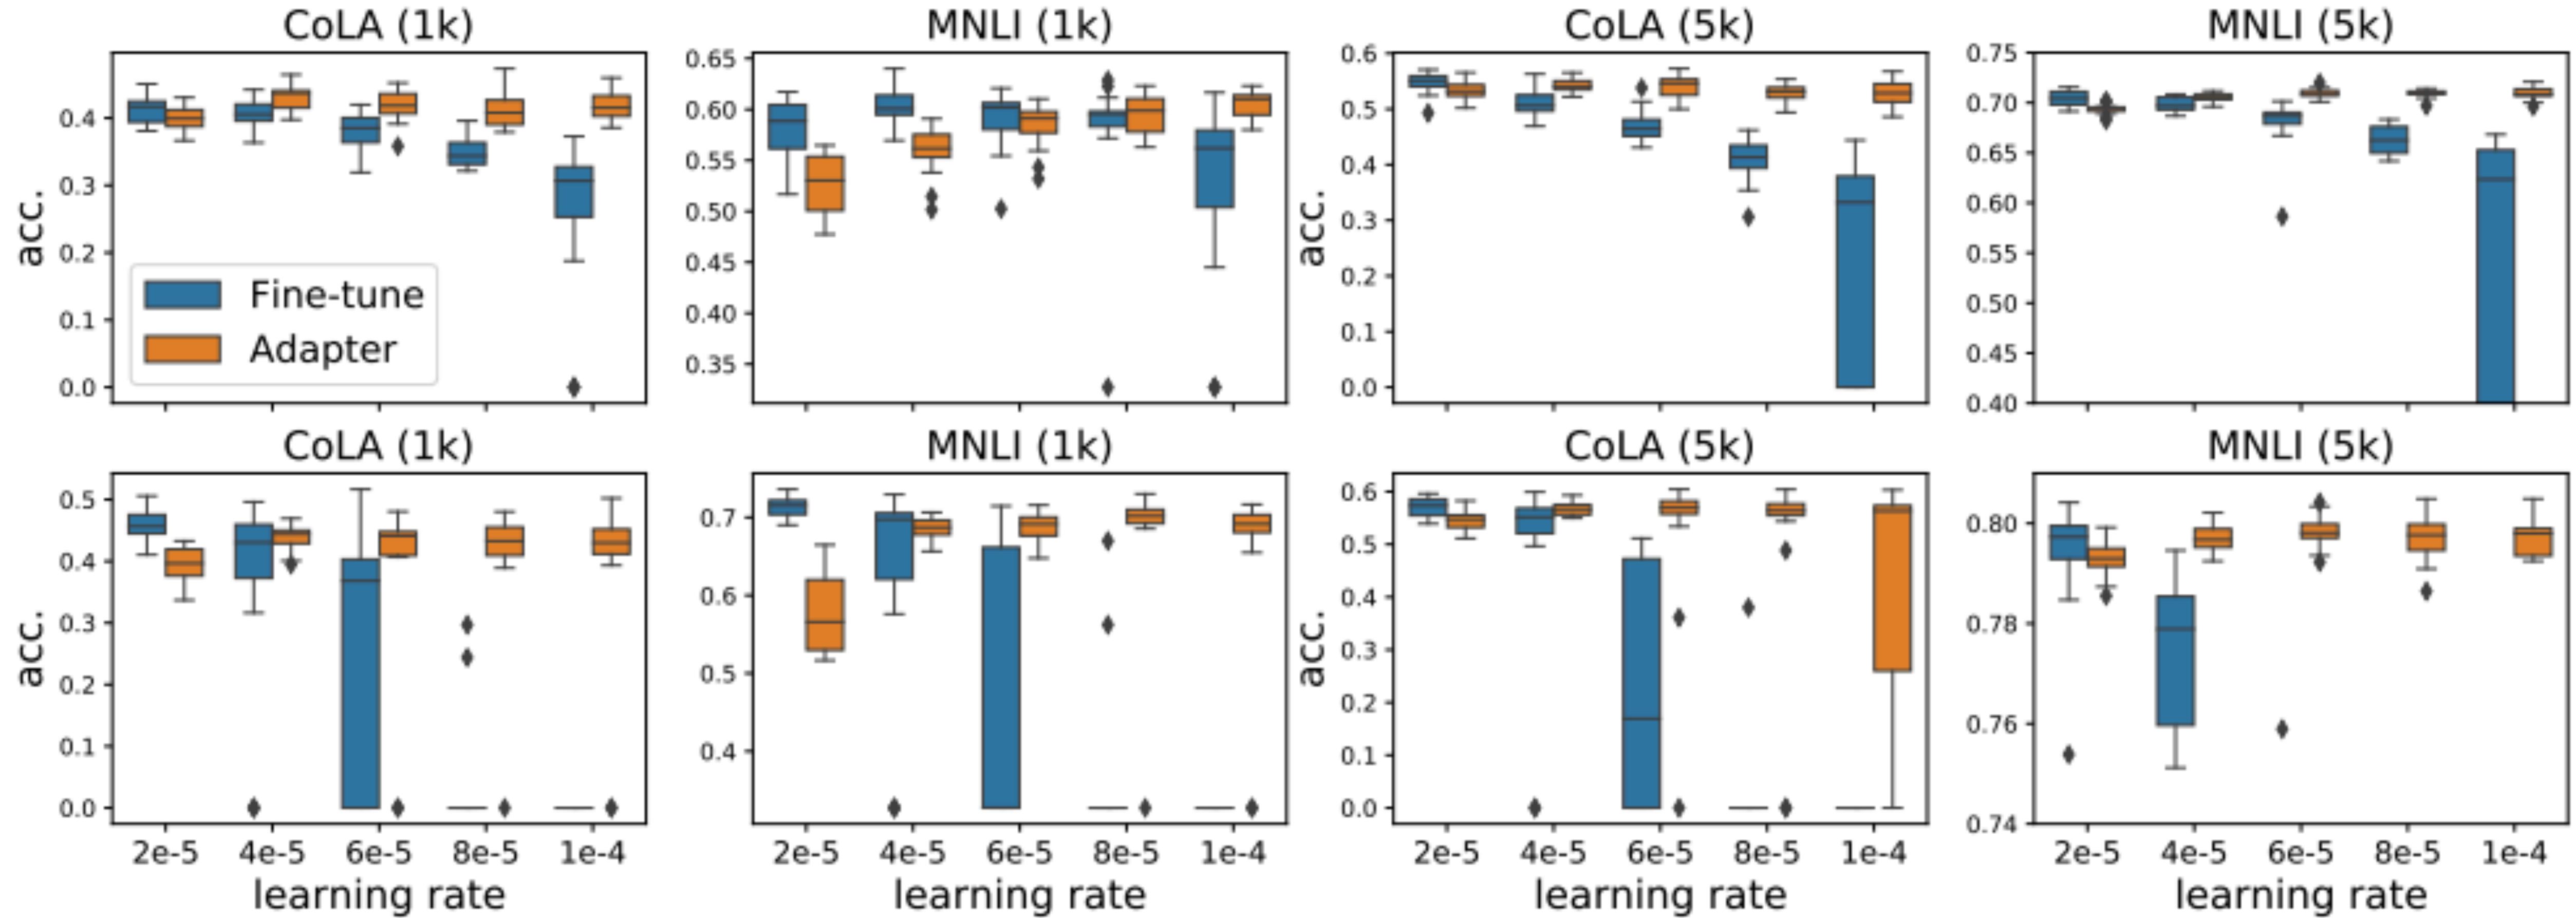 CoLA (1k)
MNLI (1k)
CoLA (5k)
MNLI (5k)
acc.
0.4
0.3
0.2
0.1
0.0
Fine-tune
Adapter
0.65
0.60
0.55
0.50
0.45
0.40
0.35
acc.
0.6
0.5
0.4
0.3
0.2
0.1
0.0
0.75
0.70
0.65
0.60
0.55
0.50
0.45
0.40
CoLA (1k)
MNLI (1k)
CoLA (5k)
MNLI (5k)
acc.
0.5
0.4
0.3
0.2
0.1
0.0
2e-5 4e-5 6e-5 8e-5 1e-4
learning rate
0.7
0.6
0.5
0.4
2e-5 4e-5 6e-5 8e-5 1e-4
learning rate
acc.
0.6
0.5
0.4
0.3
0.2
0.1
0.0
2e-5 4e-5 6e-5 8e-5 1e-4
learning rate
0.80
0.78
0.76
0.74
2e-5 4e-5 6e-5 8e-5 1e-4
learning rate